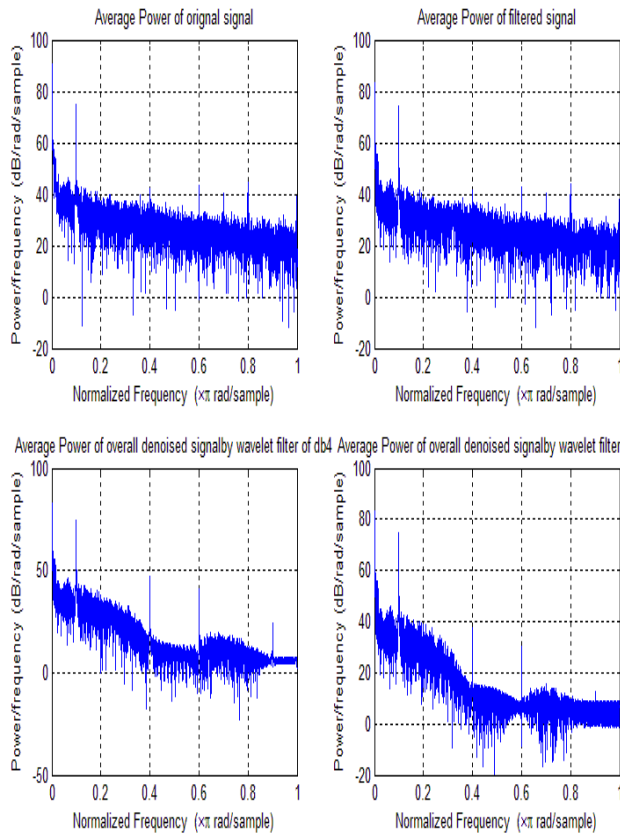 Average Power of orignal signal
Power/frequency (dB/rad/sample)
100
80
60
40
20
0
-20
0 0.2 0.4 0.6 0.8 1
Normalized Frequency (×π rad/sample)
Average Power of filtered signal
Power/frequency (dB/rad/sample)
100
80
60
40
20
0
-20
0 0.2 0.4 0.6 0.8 1
Normalized Frequency (×π rad/sample)
Average Power of overall denoised signalby wavelet filter of db4
Power/frequency (dB/rad/sample)
100
50
0
-50
0 0.2 0.4 0.6 0.8 1
Normalized Frequency (×π rad/sample)
Average Power of overall denoised signalby wavelet filter
Power/frequency (dB/rad/sample)
100
80
60
40
20
0
-20
0 0.2 0.4 0.6 0.8 1
Normalized Frequency (×π rad/sample)